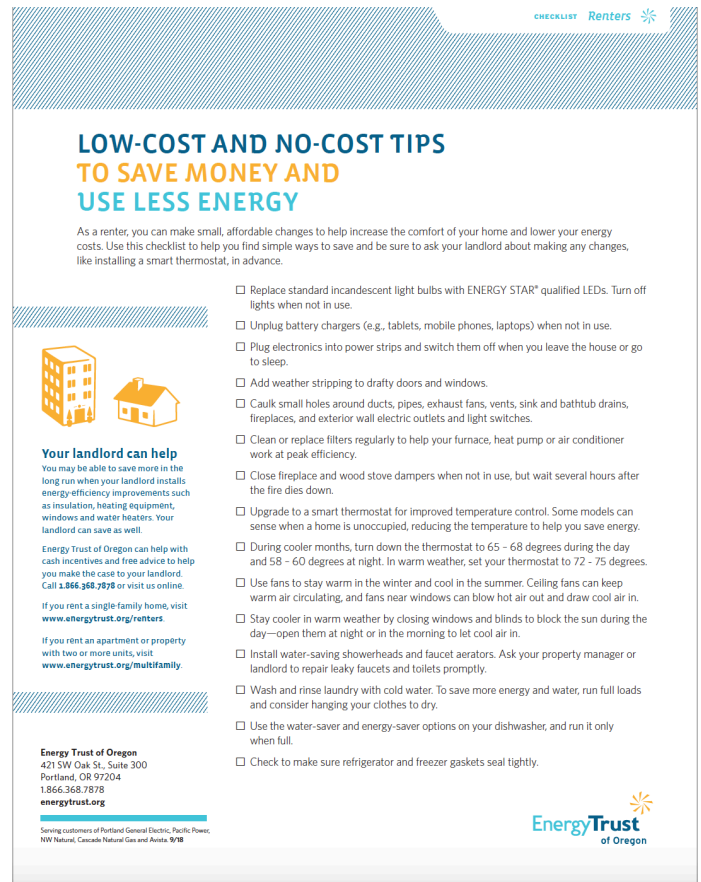 CHECKLIST Renters
LOW-COST AND NO-COST TIPS
TO SAVE MONEY AND
USE LESS ENERGY
As a renter, you can make small, affordable changes to help increase the comfort of your home and lower your energy
costs. Use this checklist to help you find simple ways to save and be sure to ask your landlord about making any changes,
like installing a smart thermostat, in advance.
☐ Replace standard incandescent light bulbs with ENERGY STAR® qualified LEDs. Turn off
lights when not in use.
☐ Unplug battery chargers (e.g., tablets, mobile phones, laptops) when not in use.
☐ Plug electronics into power strips and switch them off when you leave the house or go
to sleep.
☐ Add weather stripping to drafty doors and windows.
☐ Caulk small holes around ducts, pipes, exhaust fans, vents, sink and bathtub drains,
fireplaces, and exterior wall electric outlets and light switches.
☐ Clean or replace filters regularly to help your furnace, heat pump or air conditioner
work at peak efficiency.
☐ Close fireplace and wood stove dampers when not in use, but wait several hours after
the fire dies down.
☐ Upgrade to a smart thermostat for improved temperature control. Some models can
sense when a home is unoccupied, reducing the temperature to help you save energy.
☐ During cooler months, turn down the thermostat to 65 - 68 degrees during the day
and 58 – 60 degrees at night. In warm weather, set your thermostat to 72 - 75 degrees.
☐ Use fans to stay warm in the winter and cool in the summer. Ceiling fans can keep
warm air circulating, and fans near windows can blow hot air out and draw cool air in.
☐ Stay cooler in warm weather by closing windows and blinds to block the sun during the
day—open them at night or in the morning to let cool air in.
☐ Install water-saving showerheads and faucet aerators. Ask your property manager or
landlord to repair leaky faucets and toilets promptly.
☐ Wash and rinse laundry with cold water. To save more energy and water, run full loads
and consider hanging your clothes to dry.
☐ Use the water-saver and energy-saver options on your dishwasher, and run it only
when full.
☐ Check to make sure refrigerator and freezer gaskets seal tightly.
Your landlord can help
You may be able to save more in the
long run when your landlord installs
energy-efficiency improvements such
as insulation, heating equipment,
windows and water heaters. Your
landlord can save as well.
Energy Trust of Oregon can help with
cash incentives and free advice to help
you make the case to your landlord.
Call 1.866.368.7878 or visit us online.
If you rent a single-family home, visit
www.energytrust.org/renters.
If you rent an apartment or property
with two or more units, visit
www.energytrust.org/multifamily.
Energy Trust of Oregon
421 SW Oak St., Suite 300
Portland, OR 97204
1.866.368.7878
energytrust.org
Serving customers of Portland General Electric, Pacific Power,
NW Natural, Cascade Natural Gas and Avista. 9/18
EnergyTrust
of Oregon